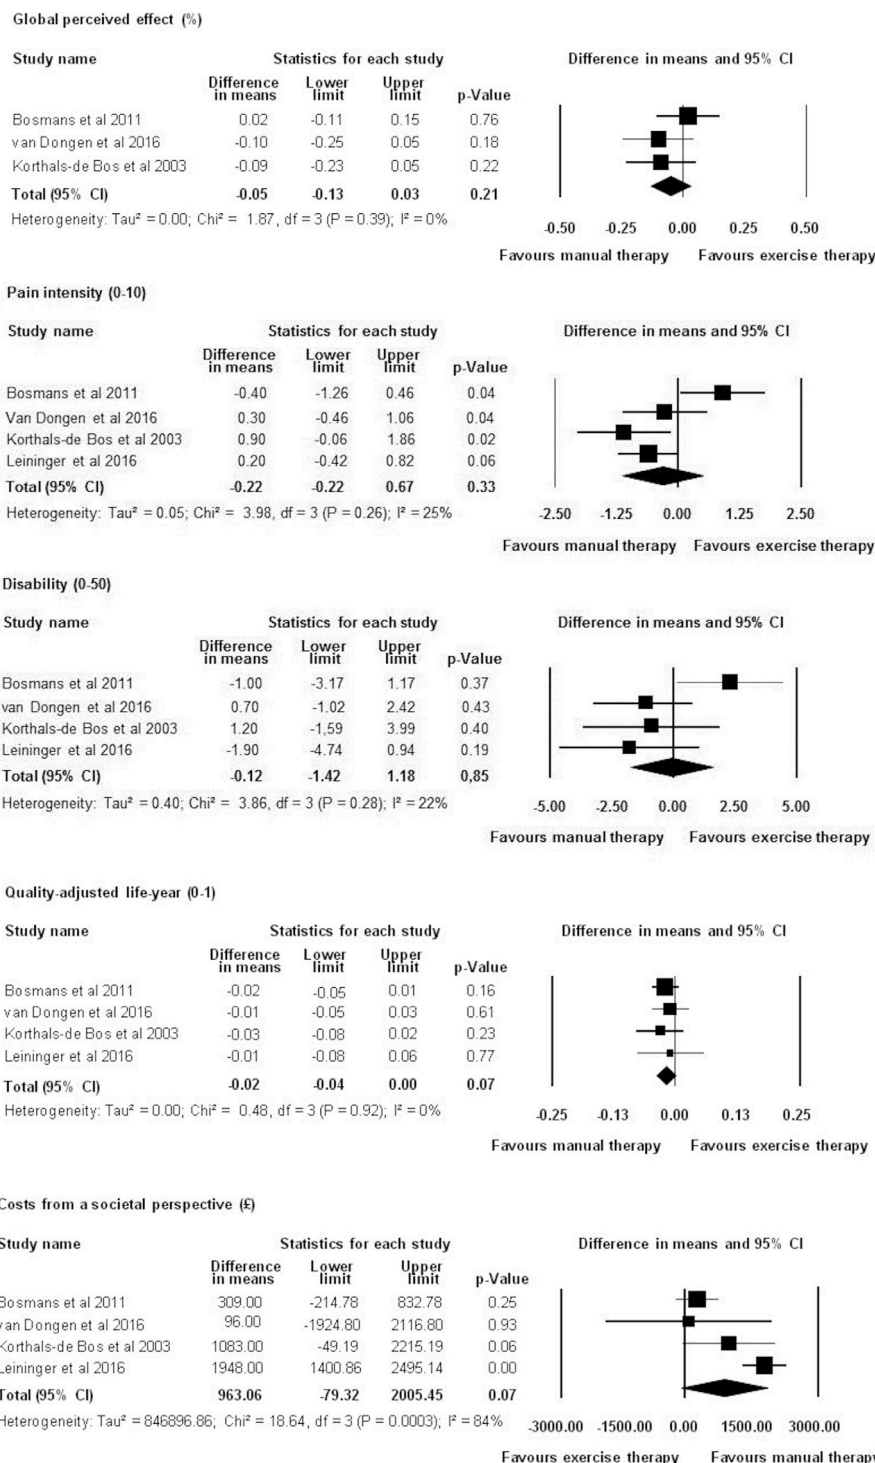 Global perceived effect (%)
Study name Statistics for each study Difference in means and 95% CI
Difference in means Lower limit Upper limit p-Value
Bosmans et al 2011 0.02 -0.11 0.15 0.76
van Dongen et al 2016 -0.10 -0.25 0.05 0.18
Korthals-de Bos et al 2003 -0.09 -0.23 0.05 0.22
Total (95% CI) -0.05 -0.13 0.03 0.21
Heterogeneity: Tau² = 0.00; Chi² = 1.87, df = 3 (P = 0.39); I² = 0%
-0.50 -0.25 0.00 0.25 0.50
Favours manual therapy Favours exercise therapy
Pain intensity (0-10)
Study name Statistics for each study Difference in means and 95% CI
Difference in means Lower limit Upper limit p-Value
Bosmans et al 2011 -0.40 -1.26 0.46 0.04
Van Dongen et al 2016 0.30 -0.46 1.06 0.04
Korthals-de Bos et al 2003 0.90 -0.06 1.86 0.02
Leininger et al 2016 0.20 -0.42 0.82 0.06
Total (95% CI) -0.22 -0.22 0.67 0.33
Heterogeneity: Tau² = 0.05; Chi² = 3.98, df = 3 (P = 0.26); I² = 25%
-2.50 -1.25 0.00 1.25 2.50
Favours manual therapy Favours exercise therapy
Disability (0-50)
Study name Statistics for each study Difference in means and 95% CI
Difference in means Lower limit Upper limit p-Value
Bosmans et al 2011 -1.00 -3.17 1.17 0.37
van Dongen et al 2016 0.70 -1.02 2.42 0.43
Korthals-de Bos et al 2003 1.20 -1,59 3.99 0.40
Leininger et al 2016 -1.90 -4.74 0.94 0.19
Total (95% CI) -0.12 -1.42 1.18 0,85
Heterogeneity: Tau² = 0.40; Chi² = 3.86, df = 3 (P = 0.28); I² = 22%
-5.00 -2.50 0.00 2.50 5.00
Favours manual therapy Favours exercise therapy
Quality-adjusted life-year (0-1)
Study name Statistics for each study Difference in means and 95% CI
Difference in means Lower limit Upper limit p-Value
Bosmans et al 2011 -0.02 -0.05 0.01 0.16
van Dongen et al 2016 -0.01 -0.05 0.03 0.61
Korthals-de Bos et al 2003 -0.03 -0.08 0.02 0.23
Leininger et al 2016 -0.01 -0.08 0.06 0.77
Total (95% CI) -0.02 -0.04 0.00 0.07
Heterogeneity: Tau² = 0.00; Chi² = 0.48, df = 3 (P = 0.92); I² = 0%
-0.25 -0.13 0.00 0.13 0.25
Favours manual therapy Favours exercise therapy
Costs from a societal perspective (£)
Study name Statistics for each study Difference in means and 95% CI
Difference in means Lower limit Upper limit p-Value
Bosmans et al 2011 309.00 -214.78 832.78 0.25
van Dongen et al 2016 96.00 -1924.80 2116.80 0.93
Korthals-de Bos et al 2003 1083.00 -49.19 2215.19 0.06
Leininger et al 2016 1948.00 1400.86 2495.14 0.00
Total (95% CI) 963.06 -79.32 2005.45 0.07
Heterogeneity: Tau² = 846896.86; Chi² = 18.64, df = 3 (P = 0.0003); I² = 84%
-3000.00 -1500.00 0.00 1500.00 3000.00
Favours exercise therapy Favours manual therapy